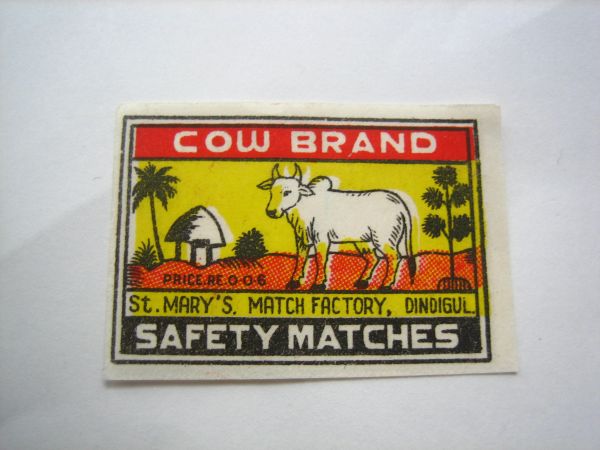 COW BRAND
PRICE.RE.0-0-6
St. MARY'S. MATCH FACTORY, DINDIGUL.
SAFETY MATCHES